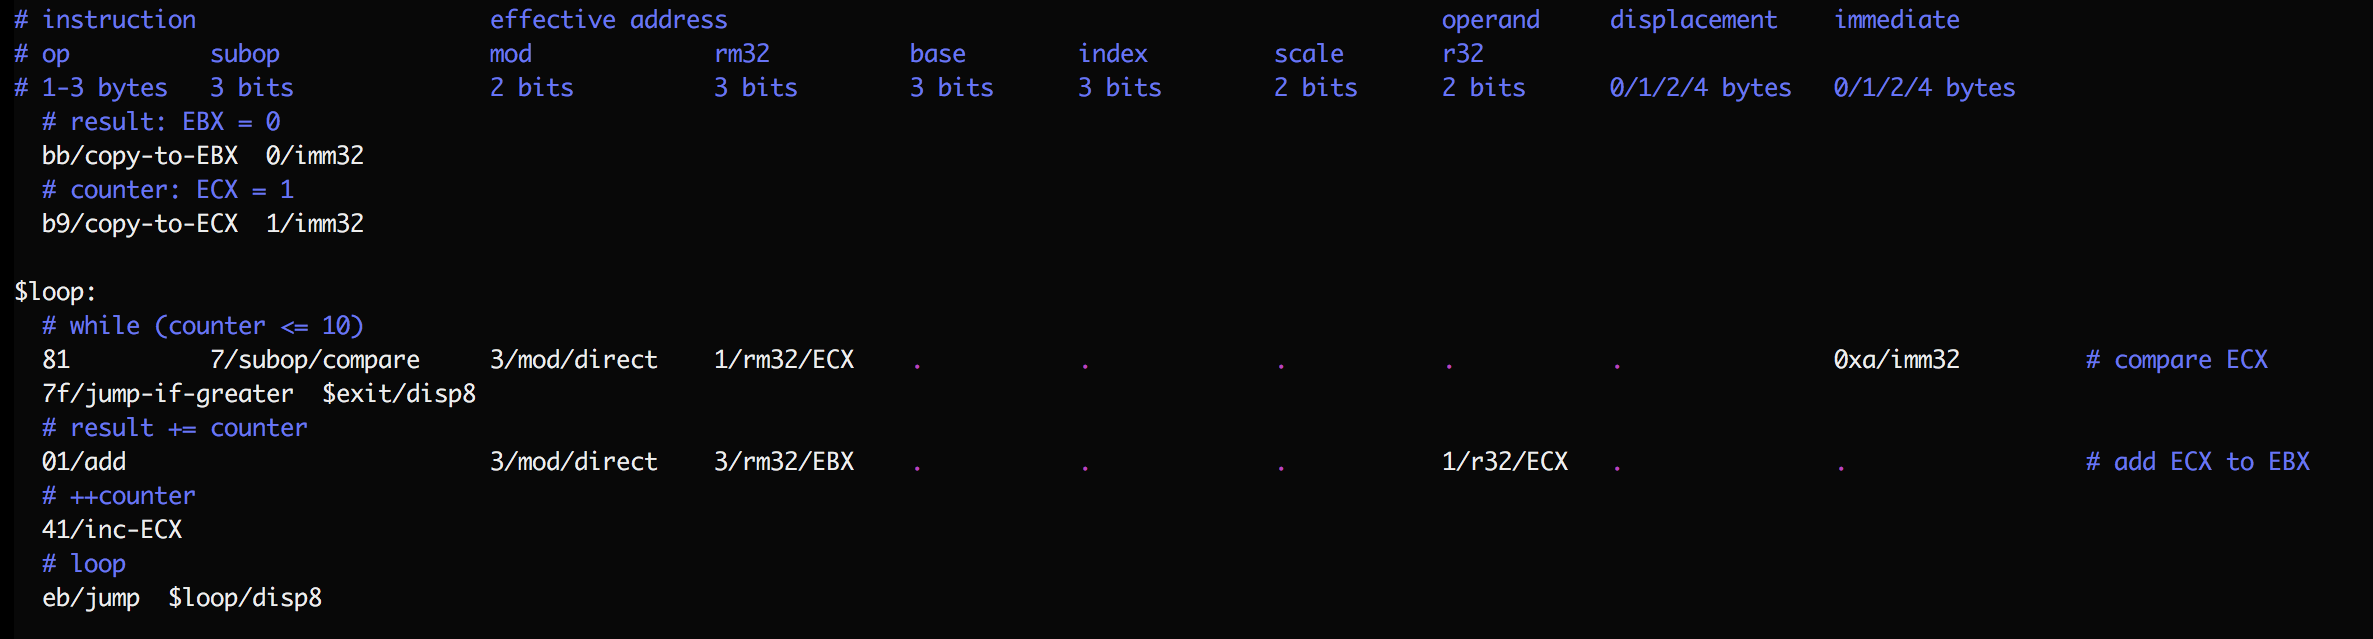 # instruction                     effective address                                                   operand     displacement    immediate
# op          subop               mod             rm32          base        index         scale       r32
# 1-3 bytes   3 bits              2 bits          3 bits        3 bits      3 bits        2 bits      2 bits      0/1/2/4 bytes   0/1/2/4 bytes
  # result: EBX = 0
  bb/copy-to-EBX  0/imm32
  # counter: ECX = 1
  b9/copy-to-ECX  1/imm32

$loop:
  # while (counter <= 10)
  81          7/subop/compare     3/mod/direct    1/rm32/ECX    .           .             .           .           .               0xa/imm32         # compare ECX
  7f/jump-if-greater  $exit/disp8
  # result += counter
  01/add                          3/mod/direct    3/rm32/EBX    .           .             .           1/r32/ECX   .               .                 # add ECX to EBX
  # ++counter
  41/inc-ECX
  # loop
  eb/jump  $loop/disp8